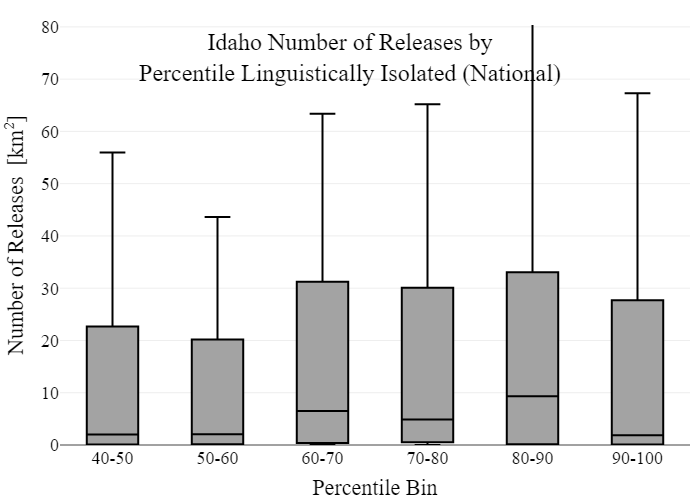 Idaho Number of Releases by
Percentile Linguistically Isolated (National)
Number of Releases [km²]
80
70
60
50
40
30
20
10
0
40-50 50-60 60-70 70-80 80-90 90-100
Percentile Bin